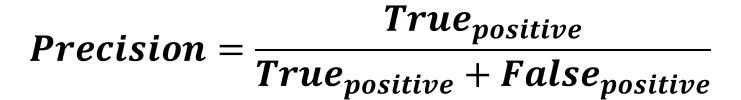 Precision = True_positive / (True_positive + False_positive)